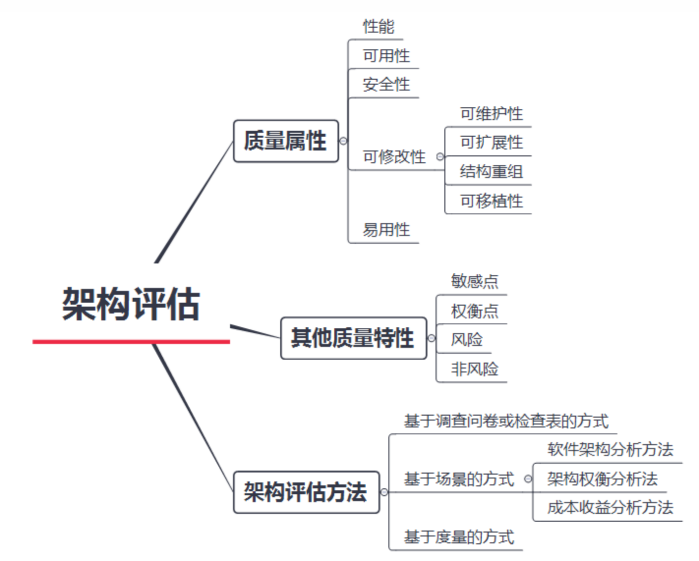 架构评估
质量属性
性能
可用性
安全性
可修改性
可维护性
可扩展性
结构重组
可移植性
易用性
其他质量特性
敏感点
权衡点
风险
非风险
架构评估方法
基于调查问卷或检查表的方式
基于场景的方式
软件架构分析方法
架构权衡分析法
成本收益分析方法
基于度量的方式